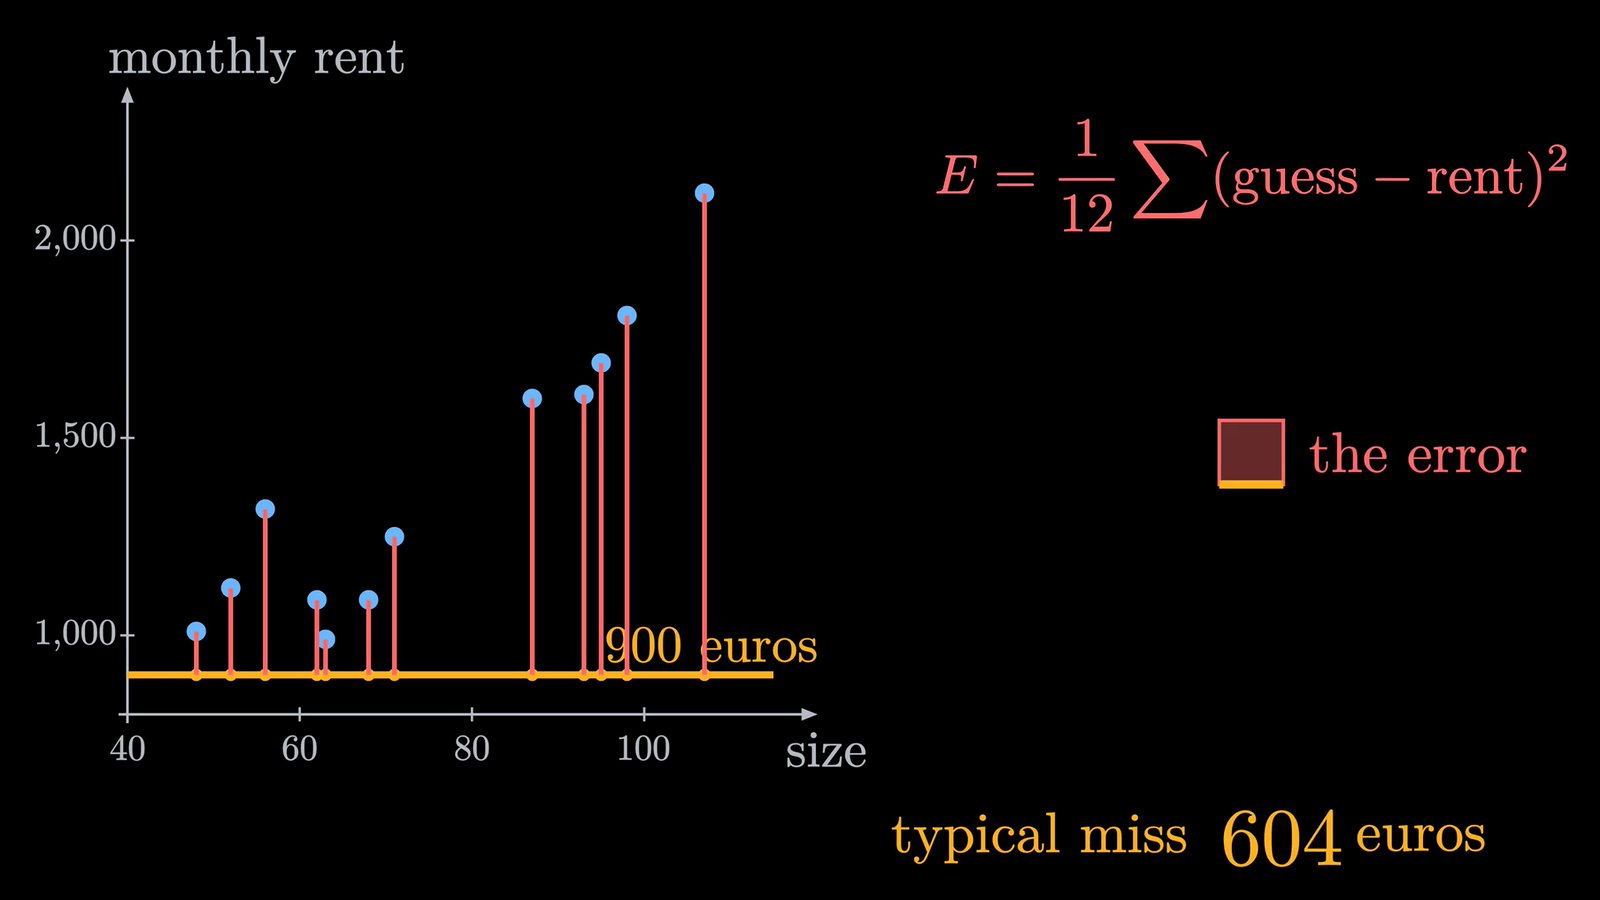 monthly rent
2,000
1,500
1,000
900 euros
40 60 80 100
size
E = 1/12 ∑(guess − rent)²
the error
typical miss 604 euros